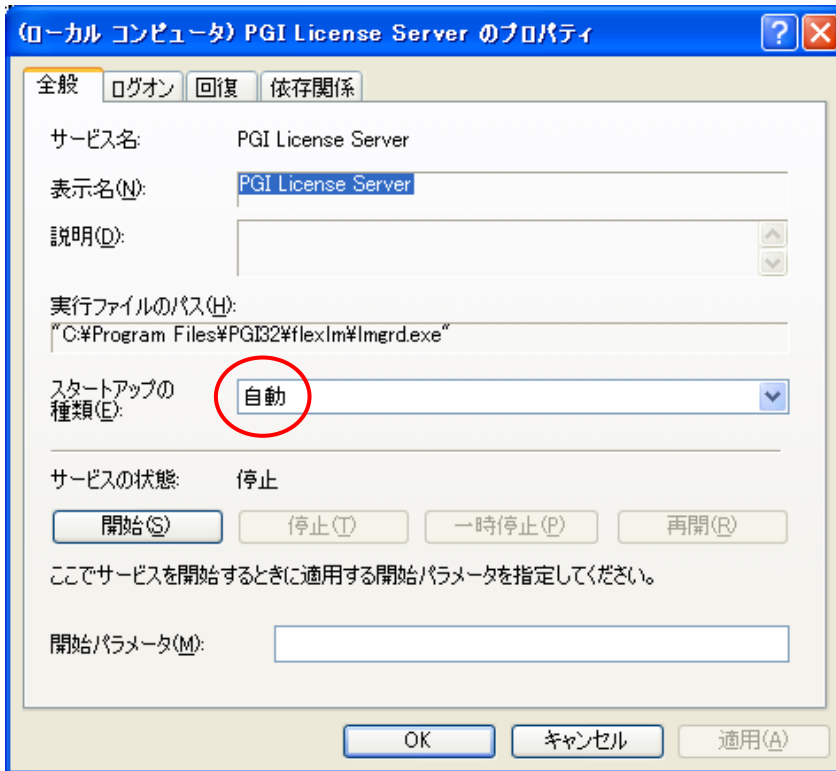 (ローカル コンピュータ) PGI License Server のプロパティ
全般 ログオン 回復 依存関係
サービス名: PGI License Server
表示名(N): PGI License Server
説明(D):
実行ファイルのパス(H):
"C:¥Program Files¥PGI32¥flexlm¥lmgrd.exe"
スタートアップの
種類(E): 自動
サービスの状態: 停止
開始(S) 停止(T) 一時停止(P) 再開(R)
ここでサービスを開始するときに適用する開始パラメータを指定してください。
開始パラメータ(M):
OK キャンセル 適用(A)